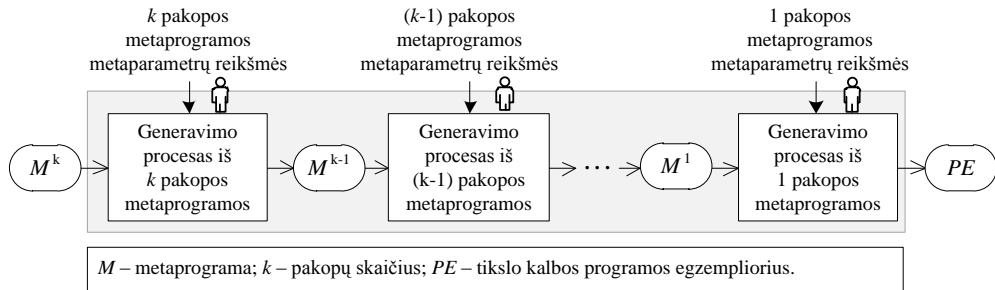 k pakopos
metaprogramos
metaparametrų reikšmės
(k-1) pakopos
metaprogramos
metaparametrų reikšmės
1 pakopos
metaprogramos
metaparametrų reikšmės
M^k
Generavimo
procesas iš
k pakopos
metaprogramos
M^k-1
Generavimo
procesas iš
(k-1) pakopos
metaprogramos
···
M^1
Generavimo
procesas iš
1 pakopos
metaprogramos
PE
M – metaprograma; k – pakopų skaičius; PE – tikslo kalbos programos egzempliorius.